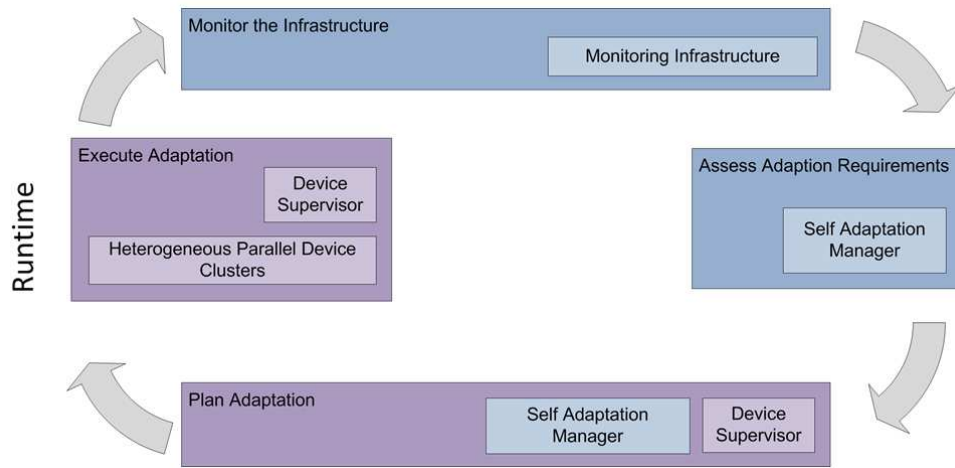 Monitor the Infrastructure
Monitoring Infrastructure
Execute Adaptation
Device
Supervisor
Heterogeneous Parallel Device
Clusters
Assess Adaption Requirements
Self Adaptation
Manager
Runtime
Plan Adaptation
Self Adaptation
Manager
Device
Supervisor